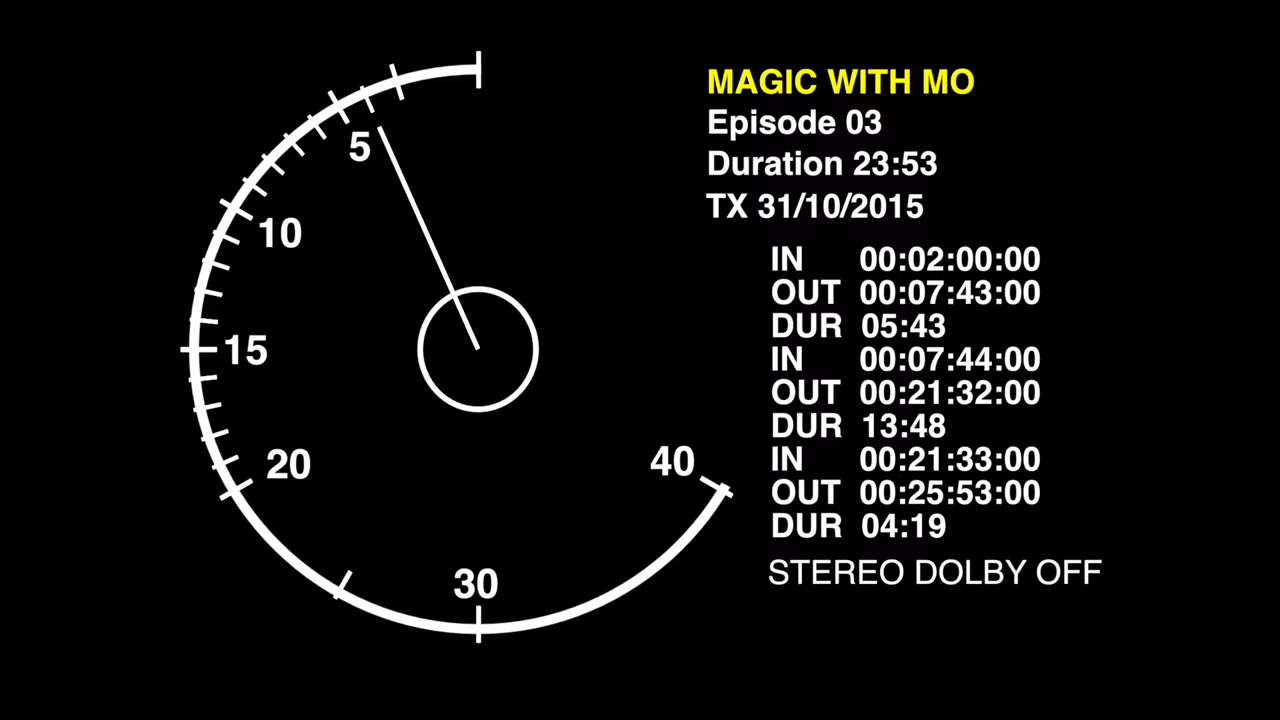 MAGIC WITH MO
Episode 03
Duration 23:53
TX 31/10/2015
IN 00:02:00:00
OUT 00:07:43:00
DUR 05:43
IN 00:07:44:00
OUT 00:21:32:00
DUR 13:48
IN 00:21:33:00
OUT 00:25:53:00
DUR 04:19
STEREO DOLBY OFF
5
10
15
20
30
40